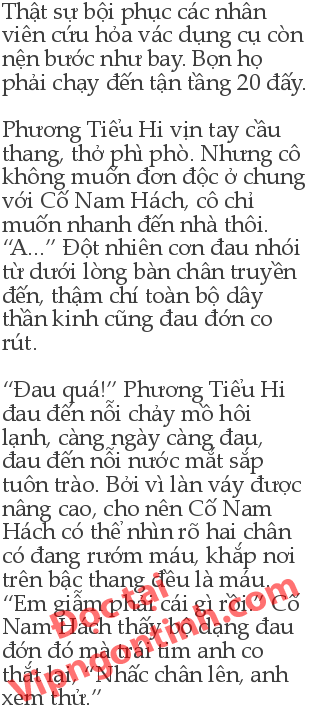 Thật sự bội phục các nhân
viên cứu hỏa vác dụng cụ còn
nện bước như bay. Bọn họ
phải chạy đến tận tầng 20 đấy.
Phương Tiểu Hi vịn tay cầu
thang, thở phì phò. Nhưng cô
không muốn đơn độc ở chung
với Cố Nam Hách, cô chỉ
muốn nhanh đến nhà thôi.
“A...” Đột nhiên cơn đau nhói
từ dưới lòng bàn chân truyền
đến, thậm chí toàn bộ dây
thần kinh cũng đau đớn co
rút.
“Đau quá!” Phương Tiểu Hi
đau đến nỗi chảy mồ hôi
lạnh, càng ngày càng đau,
đau đến nỗi nước mắt sắp
tuôn trào. Bởi vì làn váy được
nâng cao, cho nên Cố Nam
Hách có thể nhìn rõ hai chân
có đang rướm máu, khắp nơi
trên bậc thang đều là máu.
“Em giẫm phải cái gì rồi.” Cố
Nam Hách thấy bộ dạng đau
đớn đó mà trái tim anh co
thắt lại, “Nhấc chân lên, anh
xem thử.”
Đọc tại
Vipngontinh.com